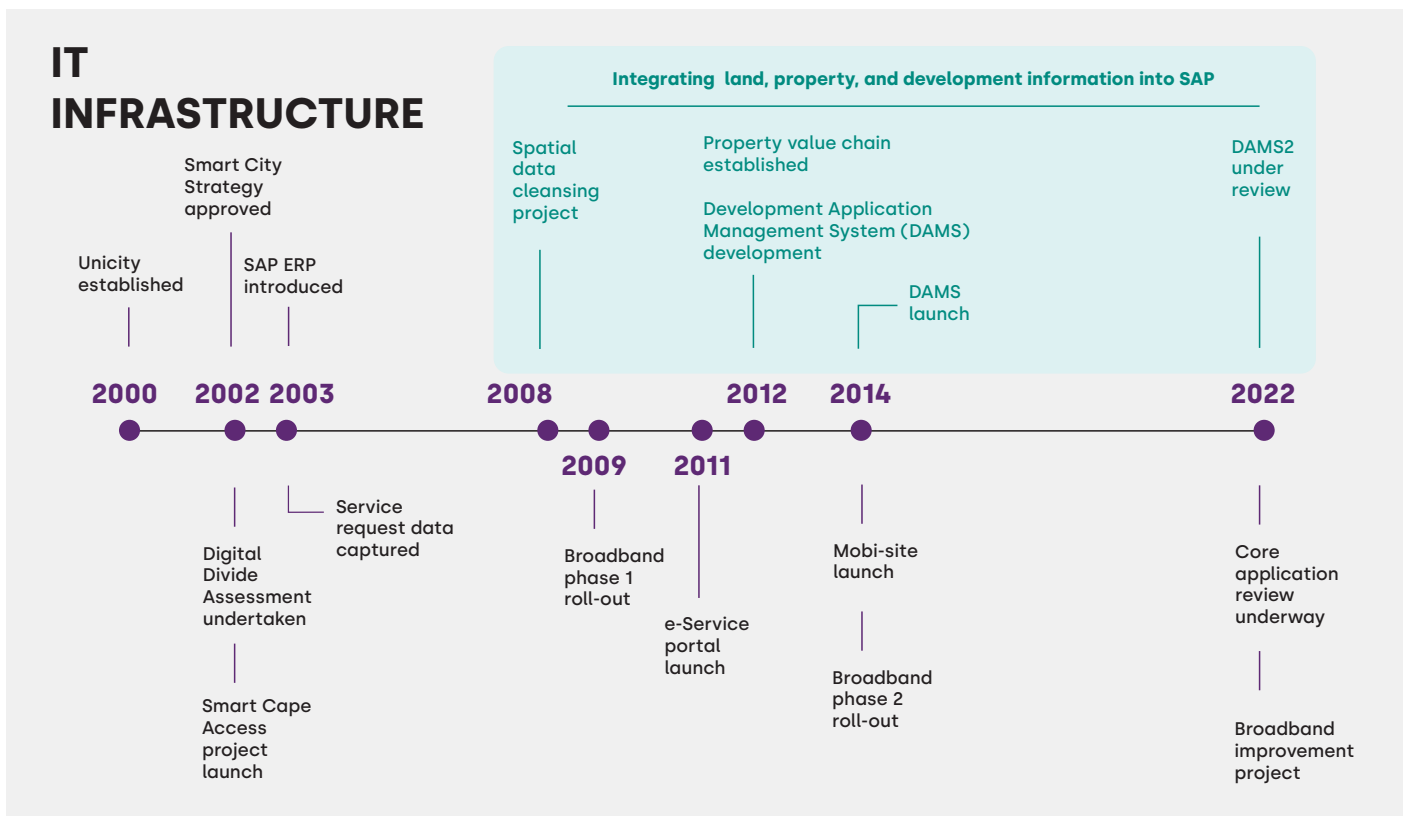 IT
INFRASTRUCTURE
Integrating land, property, and development information into SAP
Unicity
established
Smart City
Strategy
approved
SAP ERP
introduced
Spatial
data
cleansing
project
Property value chain
established
Development Application
Management System (DAMS)
development
DAMS
launch
DAMS2
under
review
2000
2002
2003
2008
2012
2014
2022
2009
2011
Digital
Divide
Assessment
undertaken
Smart Cape
Access
project
launch
Service
request data
captured
Broadband
phase 1
roll-out
e-Service
portal
launch
Mobi-site
launch
Broadband
phase 2
roll-out
Core
application
review
underway
Broadband
improvement
project